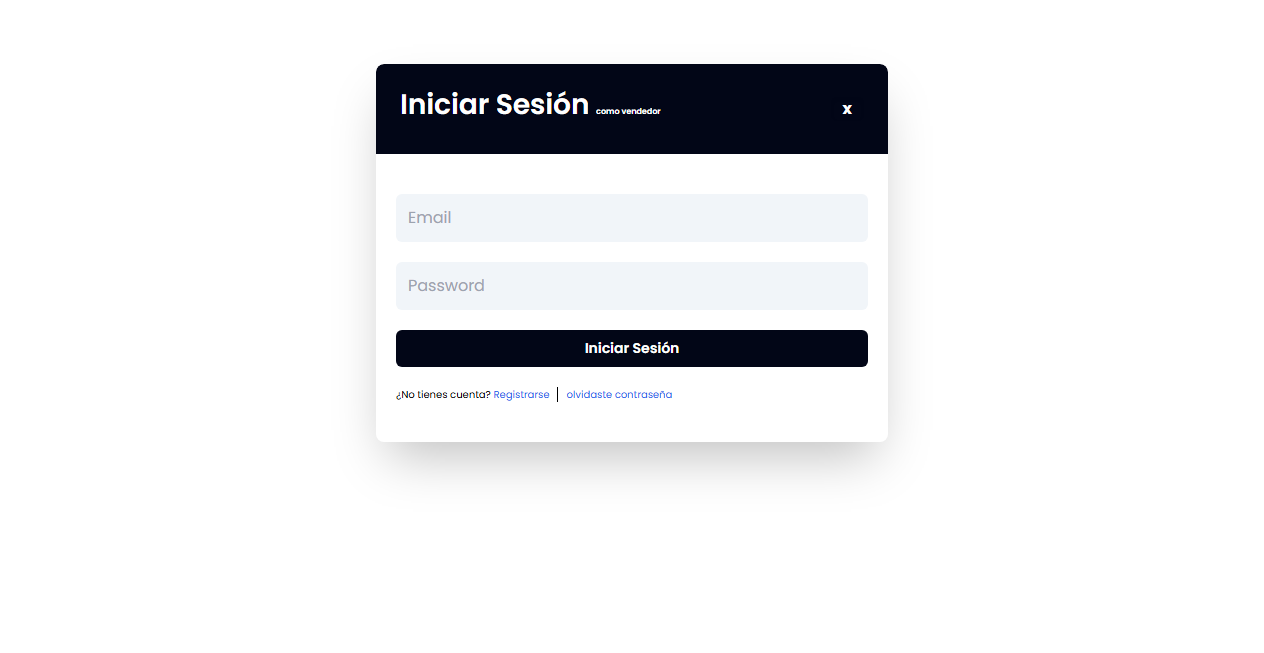 Iniciar Sesión como vendedor x
Email
Password
Iniciar Sesión
¿No tienes cuenta? Registrarse | olvidaste contraseña